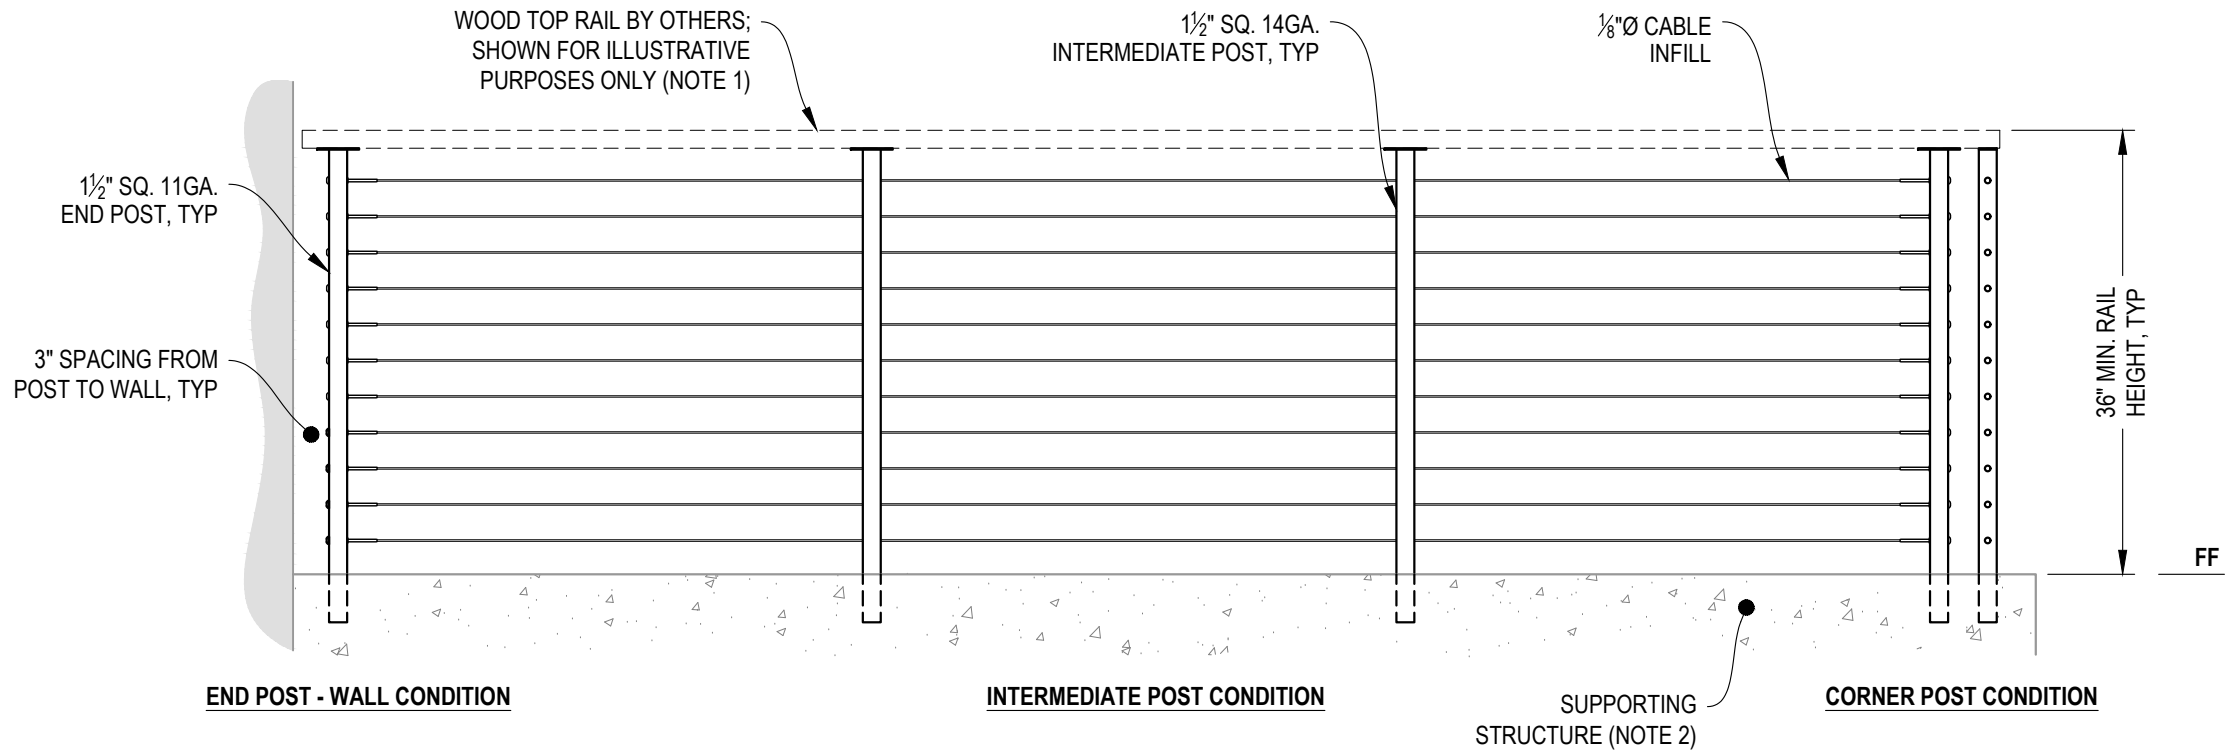 WOOD TOP RAIL BY OTHERS;
SHOWN FOR ILLUSTRATIVE
PURPOSES ONLY (NOTE 1)
1½" SQ. 14GA.
INTERMEDIATE POST, TYP
⅛"Ø CABLE
INFILL
1½" SQ. 11GA.
END POST, TYP
3" SPACING FROM
POST TO WALL, TYP
36" MIN. RAIL
HEIGHT, TYP
FF
END POST - WALL CONDITION
INTERMEDIATE POST CONDITION
SUPPORTING
STRUCTURE (NOTE 2)
CORNER POST CONDITION